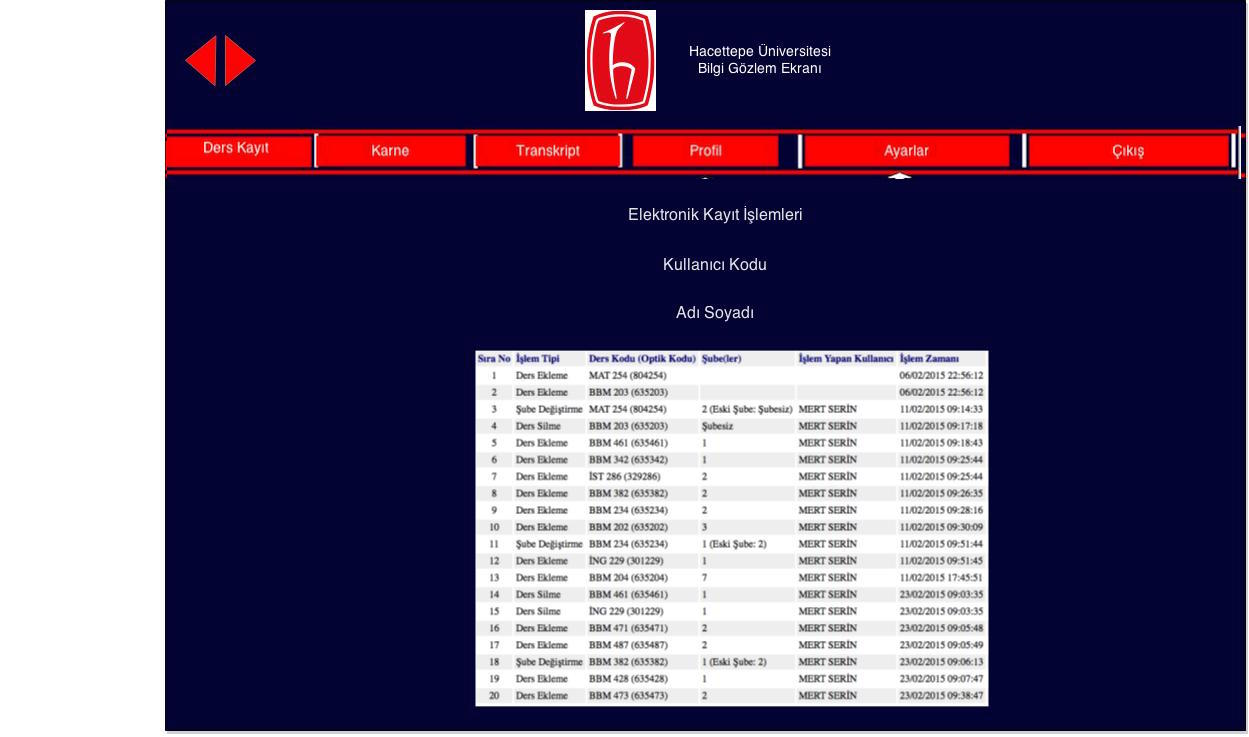 Hacettepe Üniversitesi
Bilgi Gözlem Ekranı
Ders Kayıt Karne Transkript Profil Ayarlar Çıkış
Elektronik Kayıt İşlemleri
Kullanıcı Kodu
Adı Soyadı
Sıra No İşlem Tipi Ders Kodu (Optik Kodu) Şube(ler) İşlem Yapan Kullanıcı İşlem Zamanı
1 Ders Ekleme MAT 254 (804254) 06/02/2015 22:56:12
2 Ders Ekleme BBM 203 (635203) 06/02/2015 22:56:12
3 Şube Değiştirme MAT 254 (804254) 2 (Eski Şube: Şubesiz) MERT SERİN 11/02/2015 09:14:33
4 Ders Silme BBM 203 (635203) Şubesiz MERT SERİN 11/02/2015 09:17:18
5 Ders Ekleme BBM 461 (635461) 1 MERT SERİN 11/02/2015 09:18:43
6 Ders Ekleme BBM 342 (635342) 1 MERT SERİN 11/02/2015 09:25:44
7 Ders Ekleme İST 286 (329286) 2 MERT SERİN 11/02/2015 09:25:44
8 Ders Ekleme BBM 382 (635382) 2 MERT SERİN 11/02/2015 09:26:35
9 Ders Ekleme BBM 234 (635234) 2 MERT SERİN 11/02/2015 09:28:16
10 Ders Ekleme BBM 202 (635202) 3 MERT SERİN 11/02/2015 09:30:09
11 Şube Değiştirme BBM 234 (635234) 1 (Eski Şube: 2) MERT SERİN 11/02/2015 09:51:44
12 Ders Ekleme İNG 229 (301229) 1 MERT SERİN 11/02/2015 09:51:45
13 Ders Ekleme BBM 204 (635204) 7 MERT SERİN 11/02/2015 17:45:51
14 Ders Silme BBM 461 (635461) 1 MERT SERİN 23/02/2015 09:03:35
15 Ders Silme İNG 229 (301229) 1 MERT SERİN 23/02/2015 09:03:35
16 Ders Ekleme BBM 471 (635471) 2 MERT SERİN 23/02/2015 09:05:48
17 Ders Ekleme BBM 487 (635487) 2 MERT SERİN 23/02/2015 09:05:49
18 Şube Değiştirme BBM 382 (635382) 1 (Eski Şube: 2) MERT SERİN 23/02/2015 09:06:13
19 Ders Ekleme BBM 428 (635428) 1 MERT SERİN 23/02/2015 09:07:47
20 Ders Ekleme BBM 473 (635473) 2 MERT SERİN 23/02/2015 09:38:47